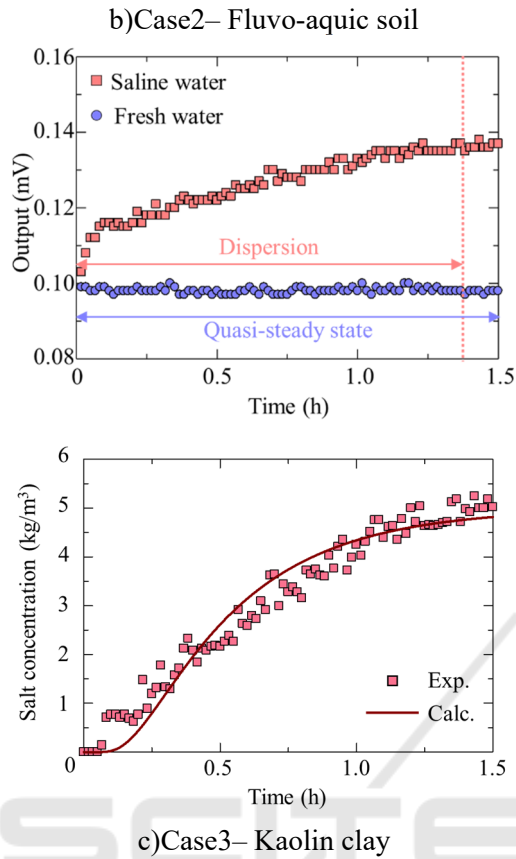 b)Case2– Fluvo-aquic soil
0.16
0.14
0.12
0.10
0.08
Output (mV)
Saline water
Fresh water
Dispersion
Quasi-steady state
0
0.5
1.0
1.5
Time (h)
6
5
4
3
2
1
0
Salt concentration (kg/m³)
Exp.
Calc.
0.5
1.0
1.5
Time (h)
c)Case3– Kaolin clay